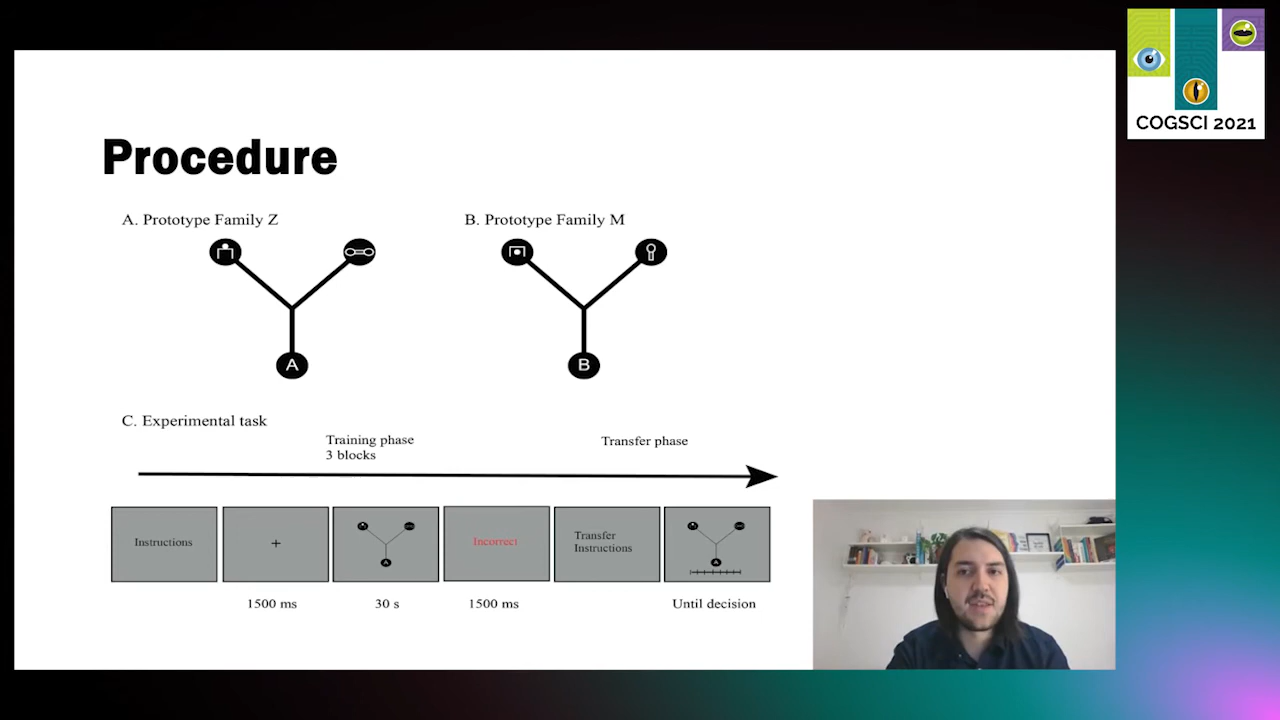 COGSCI 2021
Procedure
A. Prototype Family Z
B. Prototype Family M
A
B
C. Experimental task
Training phase
3 blocks
Transfer phase
Instructions
+
A
Incorrect
Transfer
Instructions
A
1500 ms
30 s
1500 ms
Until decision